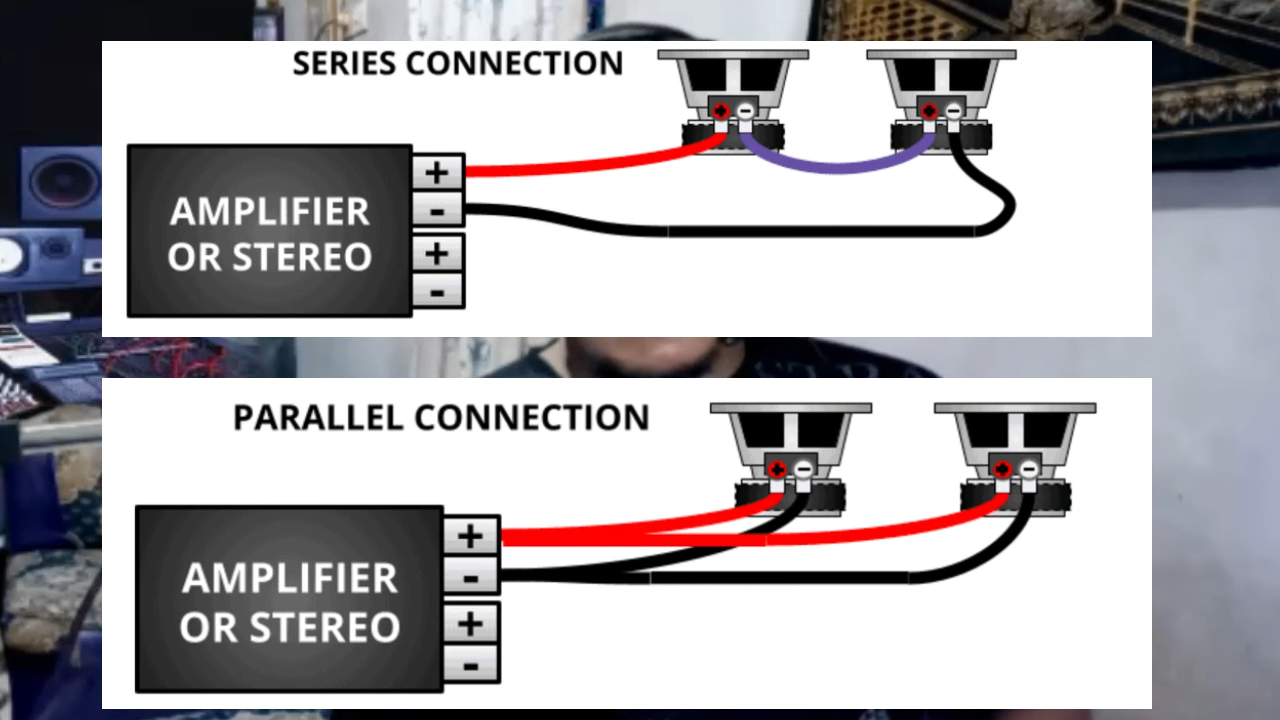 SERIES CONNECTION
AMPLIFIER
OR STEREO
+
-
+
-
+ -
+ -
PARALLEL CONNECTION
AMPLIFIER
OR STEREO
+
-
+
-
+ -
+ -